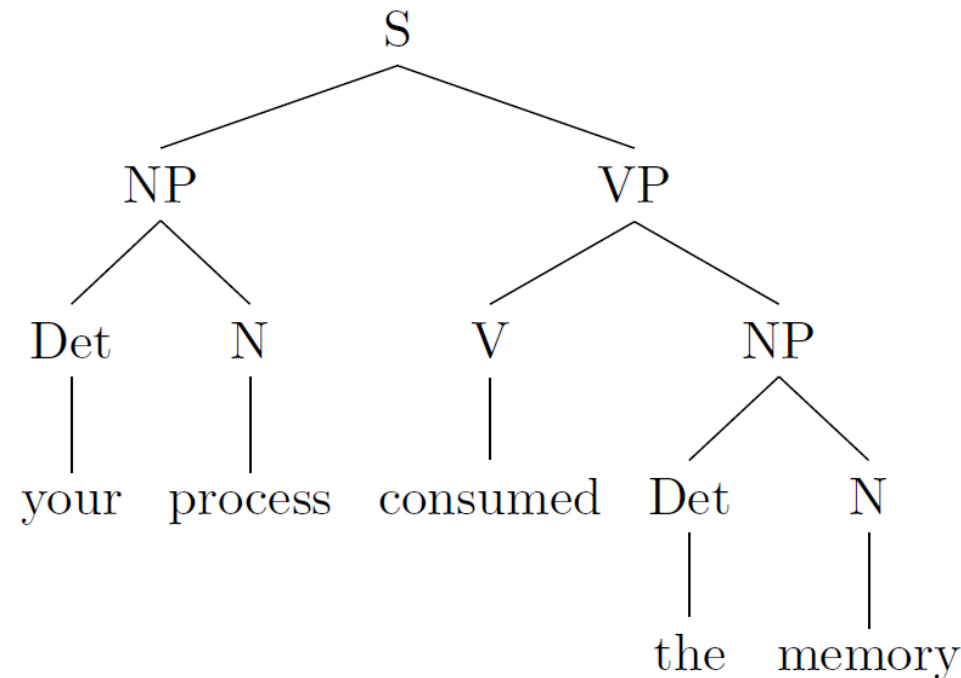 S
NP VP
Det N V NP
your process consumed Det N
the memory